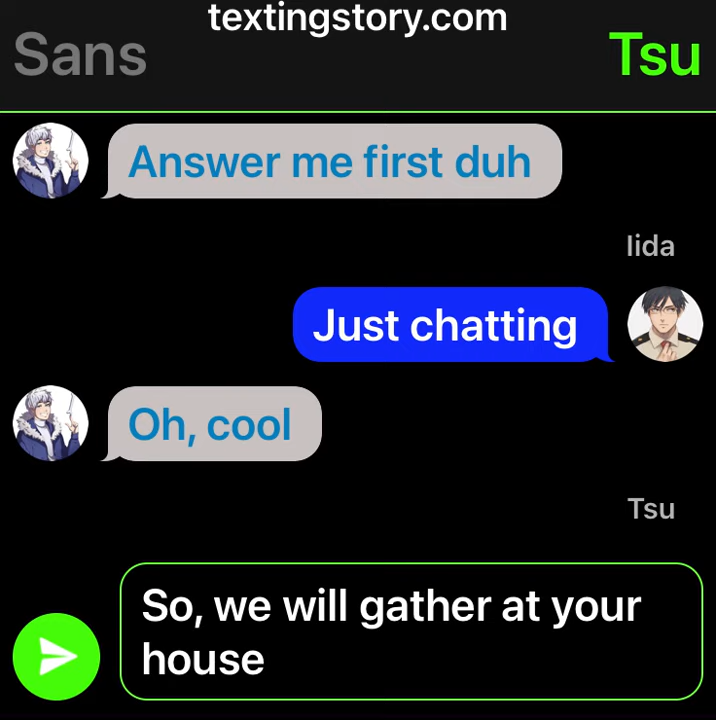 textingstory.com
Sans
Tsu
Answer me first duh
Iida
Just chatting
Oh, cool
Tsu
So, we will gather at your
house